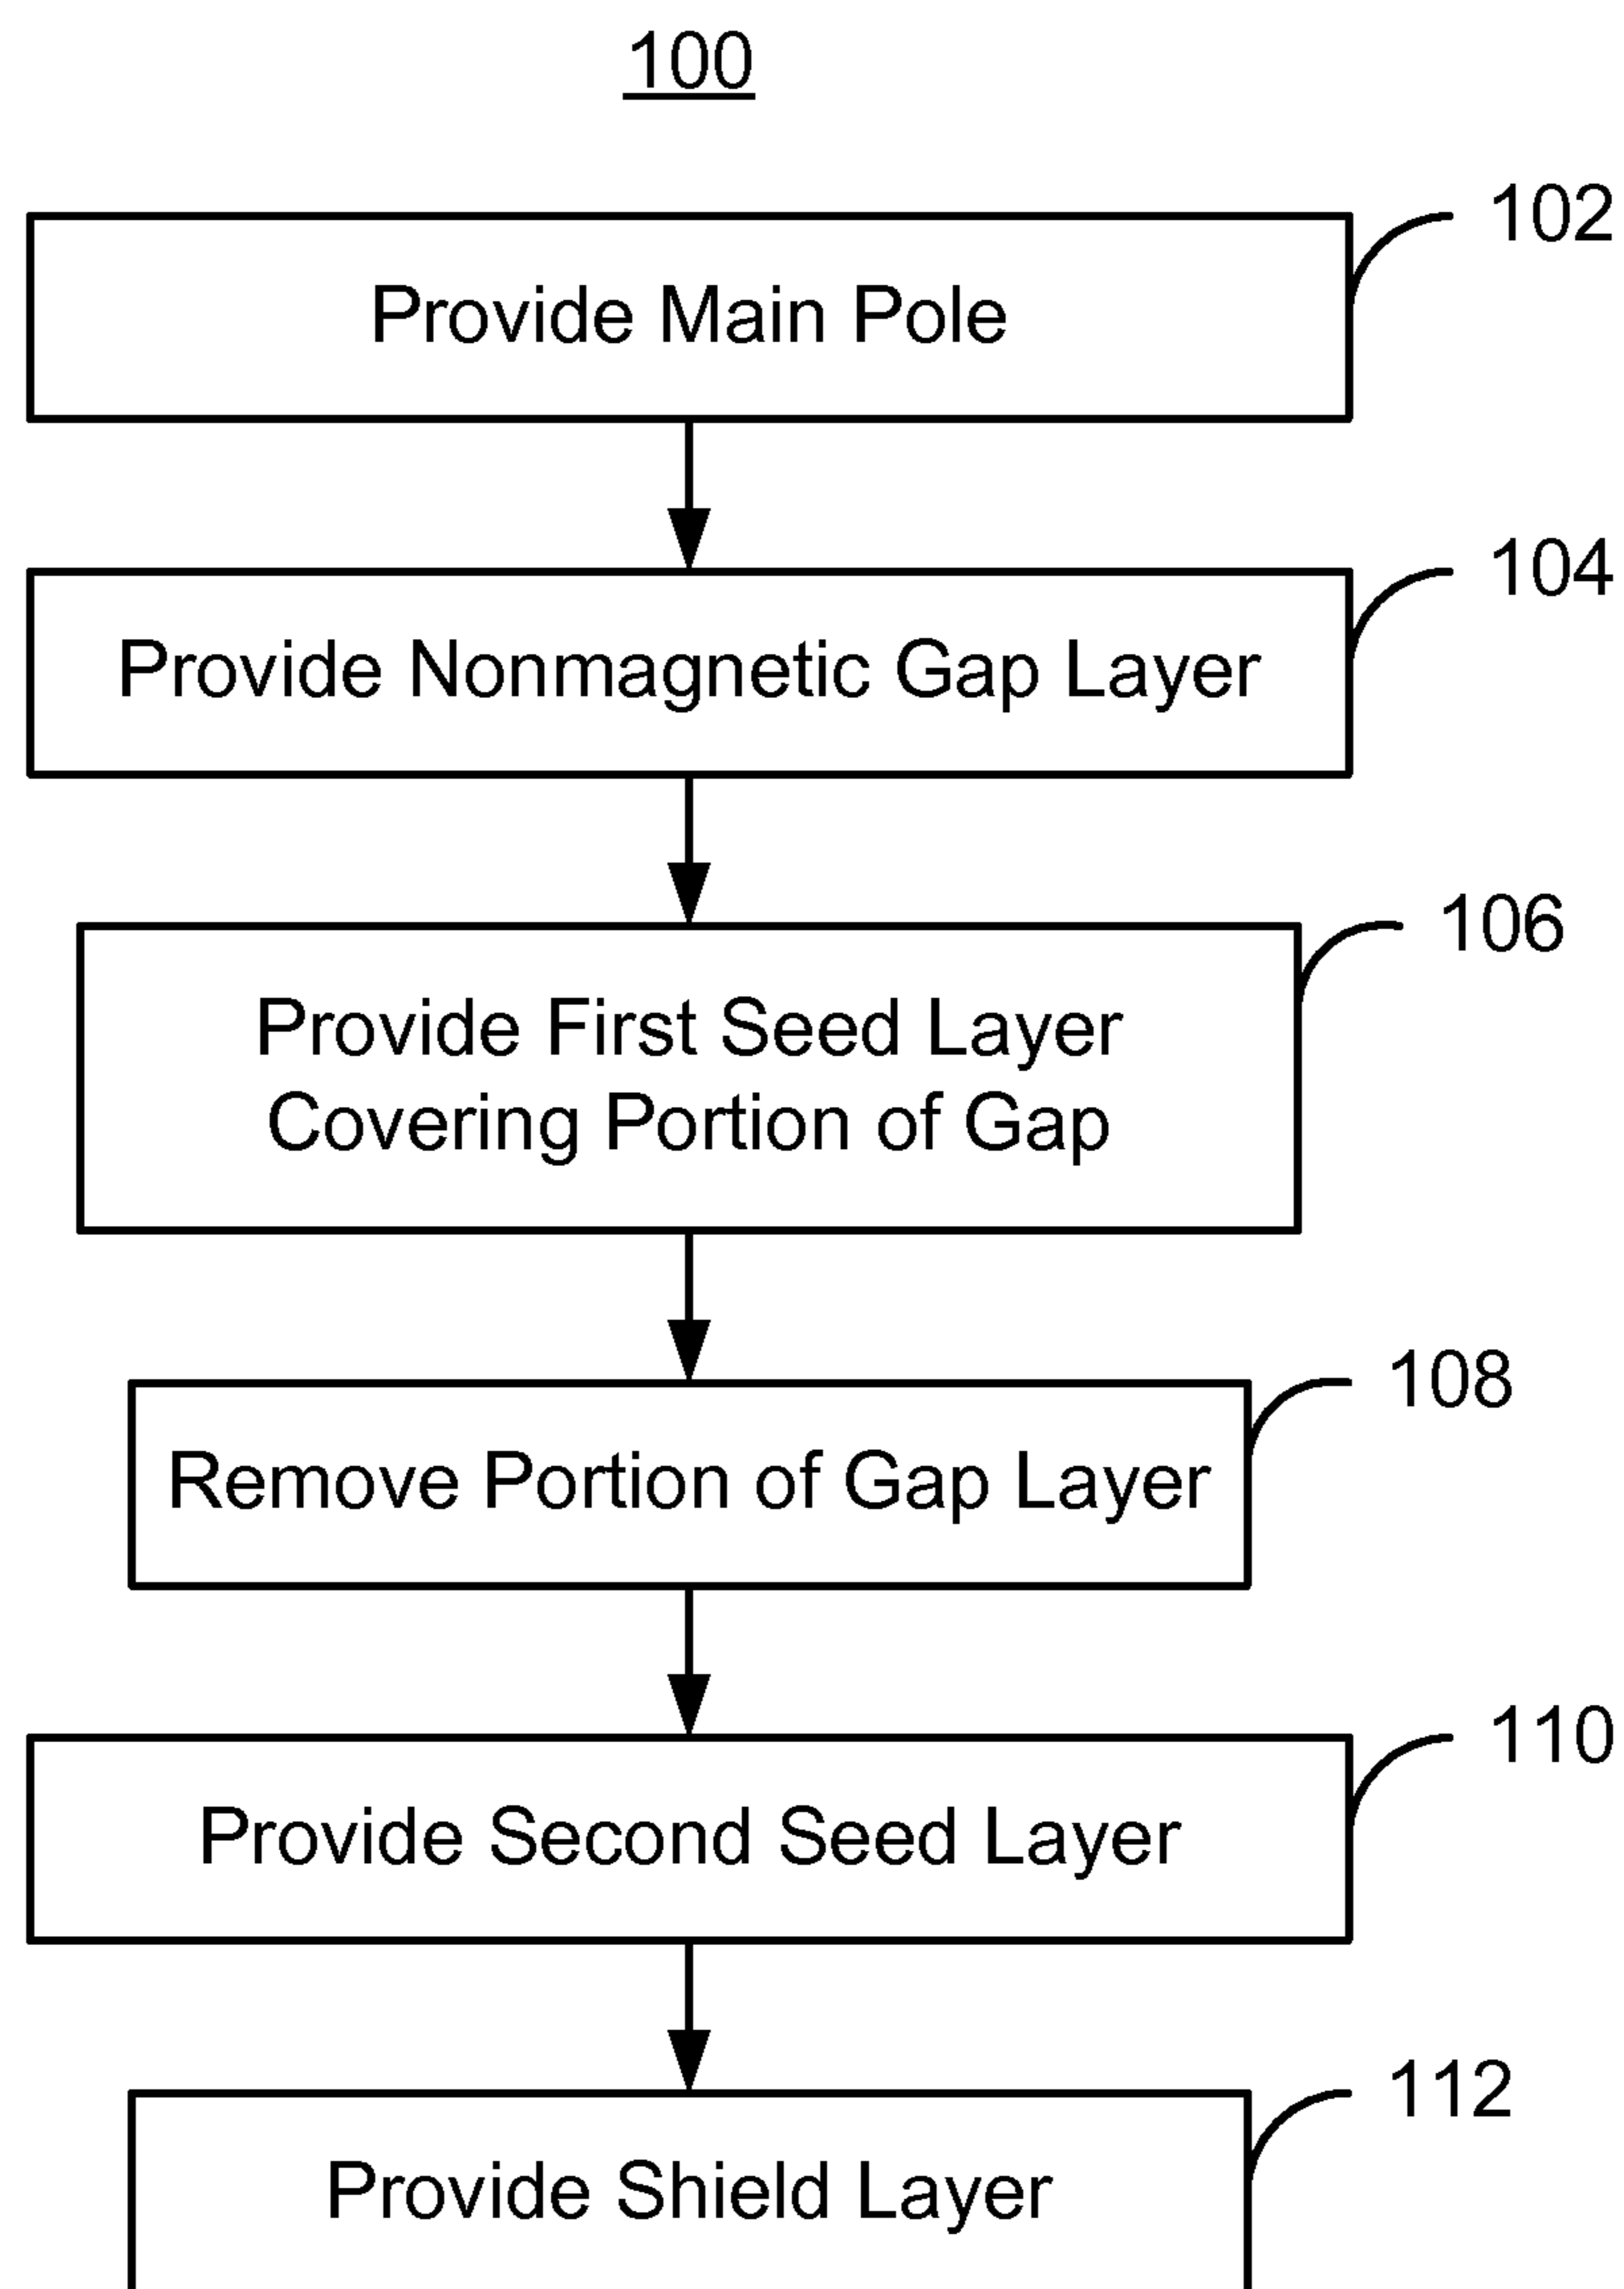 100
102
Provide Main Pole
104
Provide Nonmagnetic Gap Layer
106
Provide First Seed Layer
Covering Portion of Gap
108
Remove Portion of Gap Layer
110
Provide Second Seed Layer
112
Provide Shield Layer